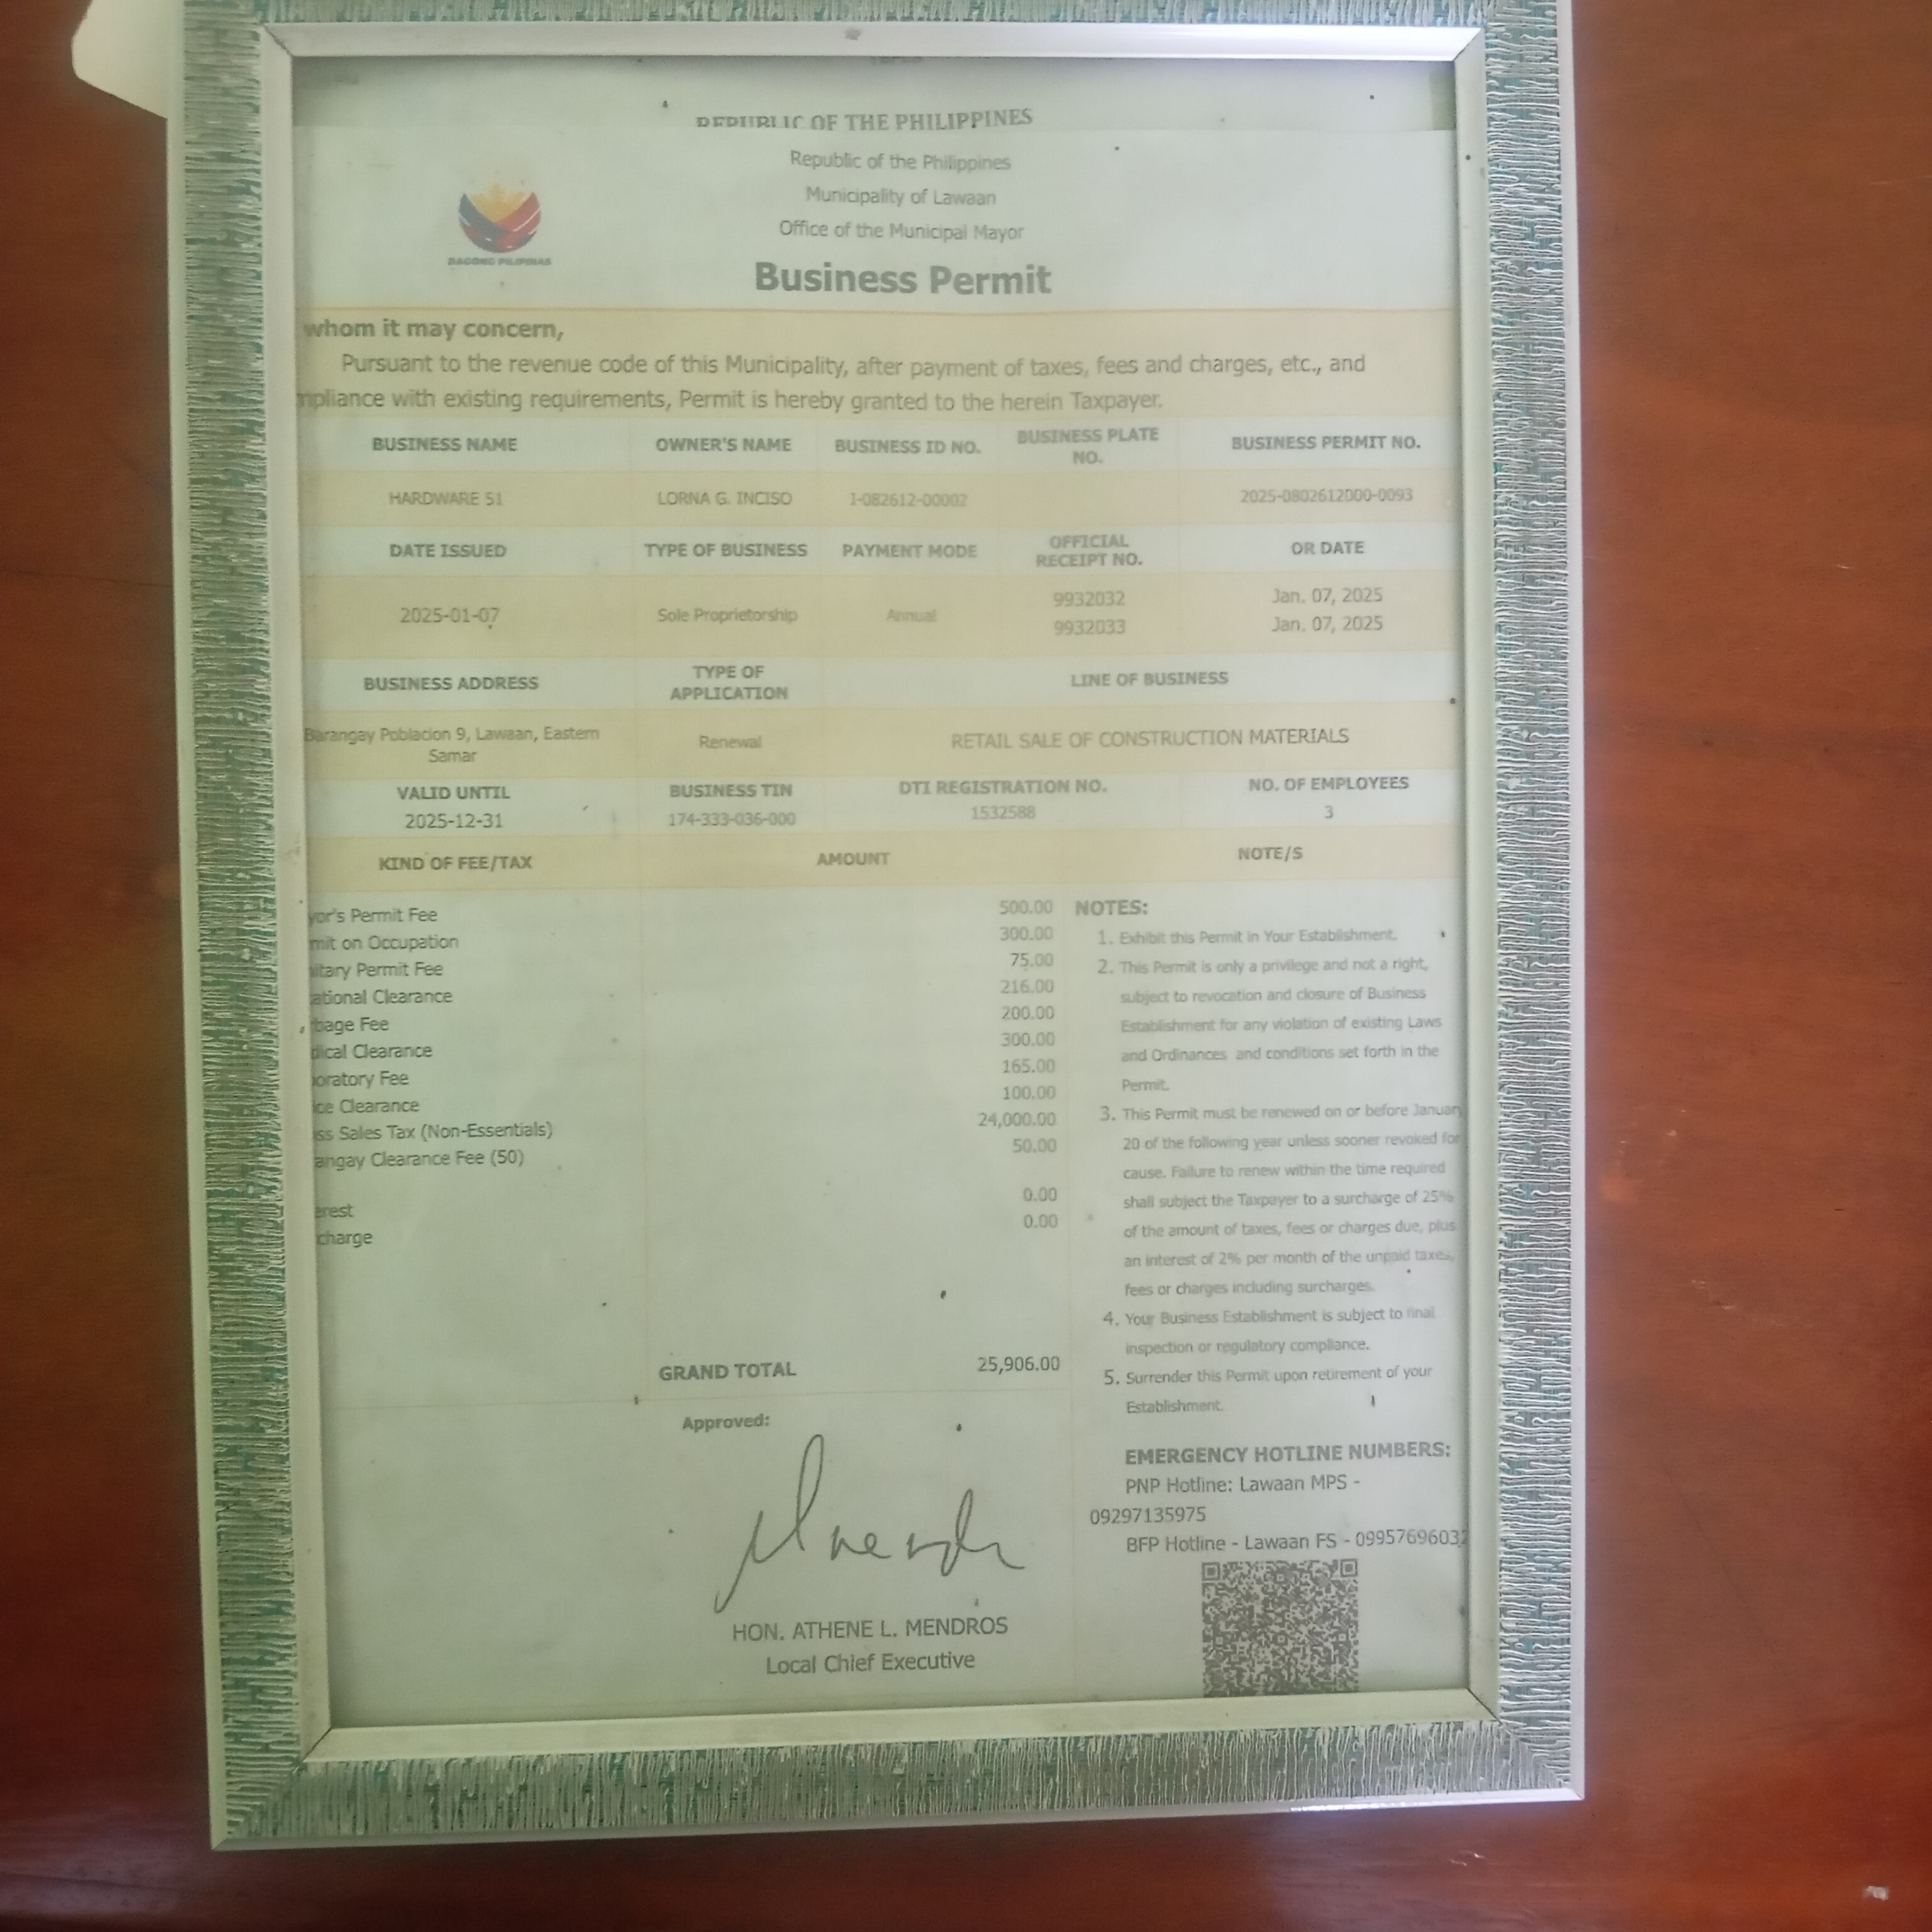 REPUBLIC OF THE PHILIPPINES
Republic of the Philippines
Municipality of Lawaan
Office of the Municipal Mayor
BAGONG PILIPINAS
Business Permit
whom it may concern,
Pursuant to the revenue code of this Municipality, after payment of taxes, fees and charges, etc., and
mpliance with existing requirements, Permit is hereby granted to the herein Taxpayer.
BUSINESS NAME OWNER'S NAME BUSINESS ID NO. BUSINESS PLATE NO. BUSINESS PERMIT NO.
HARDWARE 51 LORNA G. INCISO 1-082612-00002 2025-0802612000-0093
DATE ISSUED TYPE OF BUSINESS PAYMENT MODE OFFICIAL RECEIPT NO. OR DATE
2025-01-07 Sole Proprietorship Annual 9932032 Jan. 07, 2025
9932033 Jan. 07, 2025
BUSINESS ADDRESS TYPE OF APPLICATION LINE OF BUSINESS
Barangay Poblacion 9, Lawaan, Eastern Samar Renewal RETAIL SALE OF CONSTRUCTION MATERIALS
VALID UNTIL BUSINESS TIN DTI REGISTRATION NO. NO. OF EMPLOYEES
2025-12-31 174-333-036-000 1532588 3
KIND OF FEE/TAX AMOUNT NOTE/S
yor's Permit Fee 500.00
mit on Occupation 300.00
nitary Permit Fee 75.00
ational Clearance 216.00
rbage Fee 200.00
dical Clearance 300.00
boratory Fee 165.00
ice Clearance 100.00
ss Sales Tax (Non-Essentials) 24,000.00
angay Clearance Fee (50) 50.00
erest 0.00
charge 0.00
GRAND TOTAL 25,906.00
NOTES:
1. Exhibit this Permit in Your Establishment.
2. This Permit is only a privilege and not a right,
subject to revocation and closure of Business
Establishment for any violation of existing Laws
and Ordinances and conditions set forth in the
Permit.
3. This Permit must be renewed on or before January
20 of the following year unless sooner revoked for
cause. Failure to renew within the time required
shall subject the Taxpayer to a surcharge of 25%
of the amount of taxes, fees or charges due, plus
an interest of 2% per month of the unpaid taxes,
fees or charges including surcharges.
4. Your Business Establishment is subject to final
inspection or regulatory compliance.
5. Surrender this Permit upon retirement of your
Establishment.
Approved:
HON. ATHENE L. MENDROS
Local Chief Executive
EMERGENCY HOTLINE NUMBERS:
PNP Hotline: Lawaan MPS -
09297135975
BFP Hotline - Lawaan FS - 09957696032